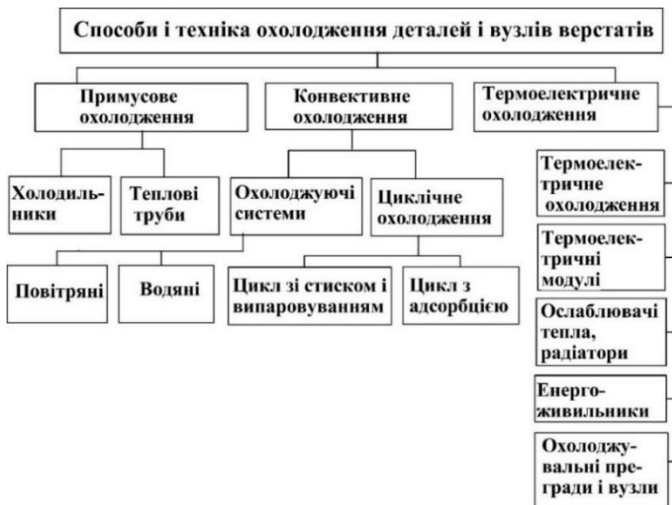 Способи і техніка охолодження деталей і вузлів верстатів
Примусове
охолодження
Конвективне
охолодження
Термоелектричне
охолодження
Холодиль-
ники
Теплові
труби
Охолоджуючі
системи
Циклічне
охолодження
Термоелек-
тричне
охолодження
Повітряні
Водяні
Цикл зі стиском і
випаровуванням
Цикл з
адсорбцією
Термоелек-
тричні
модулі
Ослаблювачі
тепла,
радіатори
Енерго-
живильники
Охолоджу-
вальні пре-
гради і вузли